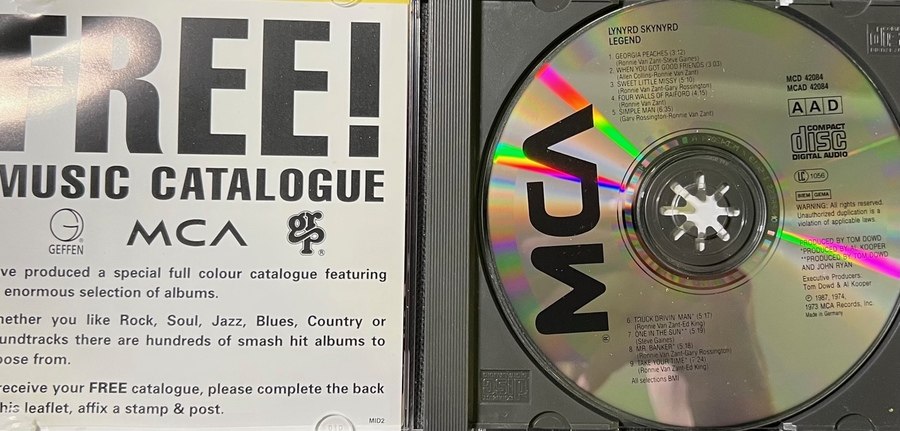 FREE!
MUSIC CATALOGUE
GEFFEN ® MCA grp ®
've produced a special full colour catalogue featuring
enormous selection of albums.
hether you like Rock, Soul, Jazz, Blues, Country or
undtracks there are hundreds of smash hit albums to
oose from.
receive your FREE catalogue, please complete the back
his leaflet, affix a stamp & post.
MID2
LYNYRD SKYNYRD
LEGEND
1. GEORGIA PEACHES (3:12)
(Ronnie Van Zant-Steve Gaines)
2. WHEN YOU GOT GOOD FRIENDS (3:03)
(Allen Collins-Ronnie Van Zant)
3. SWEET LITTLE MISSY (5:10)
(Ronnie Van Zant-Gary Rossington)
4. FOUR WALLS OF RAIFORD (4:15)
(Ronnie Van Zant)
5. SIMPLE MAN (6:35)
(Gary Rossington-Ronnie Van Zant)
MCA
®
6. TRUCK DRIVIN' MAN* (5:17)
(Ronnie Van Zant-Ed King)
7. ONE IN THE SUN** (5:19)
(Steve Gaines)
8. MR. BANKER* (5:18)
(Ronnie Van Zant-Gary Rossington)
9. TAKE YOUR TIME* (7:24)
(Ronnie Van Zant-Ed King)
All selections BMI
MCD 42084
MCAD 42084
AAD
COMPACT
disc
DIGITAL AUDIO
LC 1056
BIEM GEMA
WARNING: All rights reserved.
Unauthorized duplication is a
violation of applicable laws.
PRODUCED BY TOM DOWD
*PRODUCED BY AL KOOPER
**PRODUCED BY TOM DOWD
AND JOHN RYAN
Executive Producers:
Tom Dowd & Al Kooper
℗ 1987, 1974,
1973 MCA Records, Inc.
Made in Germany
disc
disc